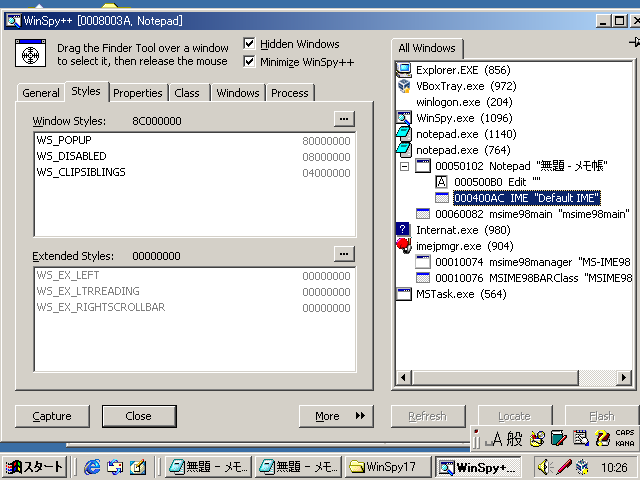 WinSpy++ [0008003A, Notepad]
Drag the Finder Tool over a window
to select it, then release the mouse
Hidden Windows
Minimize WinSpy++
General
Styles
Properties
Class
Windows
Process
Window Styles: 8C000000
...
WS_POPUP 80000000
WS_DISABLED 08000000
WS_CLIPSIBLINGS 04000000
Extended Styles: 00000000
...
WS_EX_LEFT 00000000
WS_EX_LTRREADING 00000000
WS_EX_RIGHTSCROLLBAR 00000000
Capture
Close
More
All Windows
Explorer.EXE (856)
VBoxTray.exe (972)
winlogon.exe (204)
WinSpy.exe (1096)
notepad.exe (1140)
notepad.exe (764)
00050102 Notepad "無題 - メモ帳"
000500B0 Edit ""
000400AC IME "Default IME"
00060082 msime98main "msime98main"
Internat.exe (980)
imejpmgr.exe (904)
00010074 msime98manager "MS-IME98
00010076 MSIME98BARClass "MSIME98
MSTask.exe (564)
Refresh
Locate
Flash
A 般
CAPS
KANA
スタート
無題 - メモ...
無題 - メモ...
WinSpy17
WinSpy+...
10:26